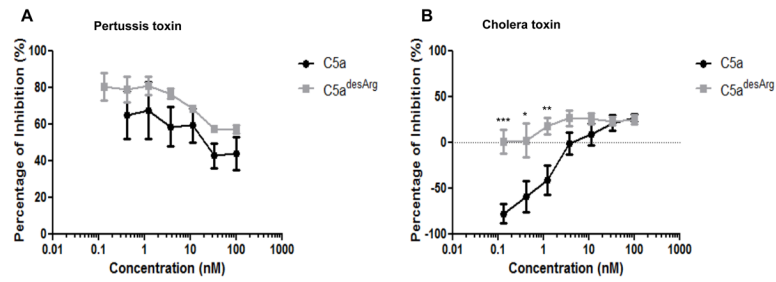 A
Pertussis toxin
Percentage of Inhibition (%)
100
80
60
40
20
0
0.01
0.1
1
10
100
1000
Concentration (nM)
C5a
C5adesArg
B
Cholera toxin
Percentage of Inhibition (%)
100
50
0
-50
-100
***
*
**
0.01
0.1
1
10
100
1000
Concentration (nM)
C5a
C5adesArg